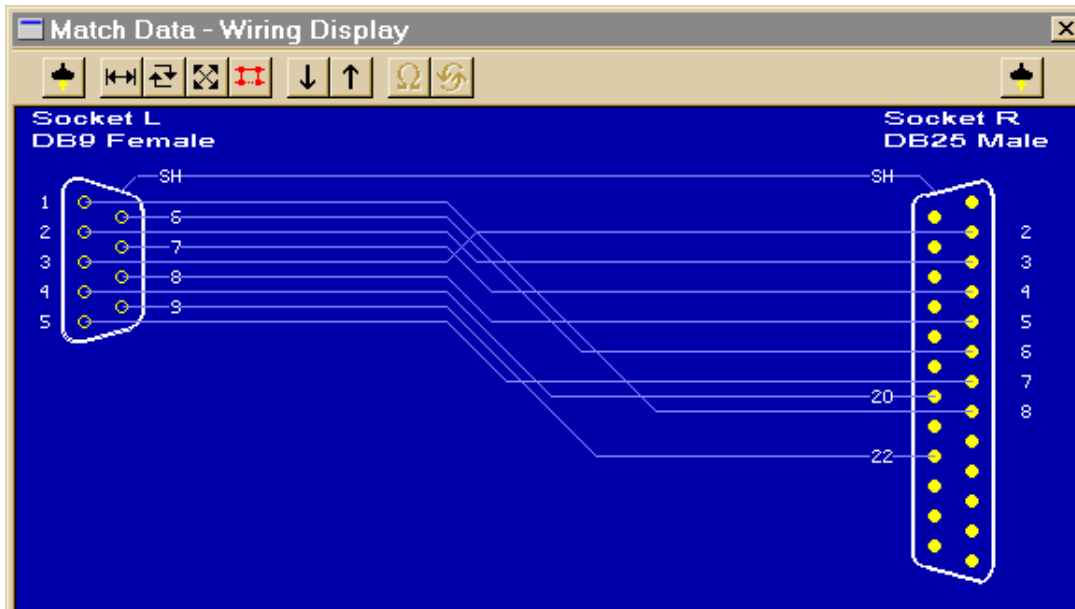 Match Data - Wiring Display
Ω
Socket L
DB9 Female
Socket R
DB25 Male
SH
SH
1
6
2
2
7
3
3
8
4
4
9
5
5
6
7
20
8
22